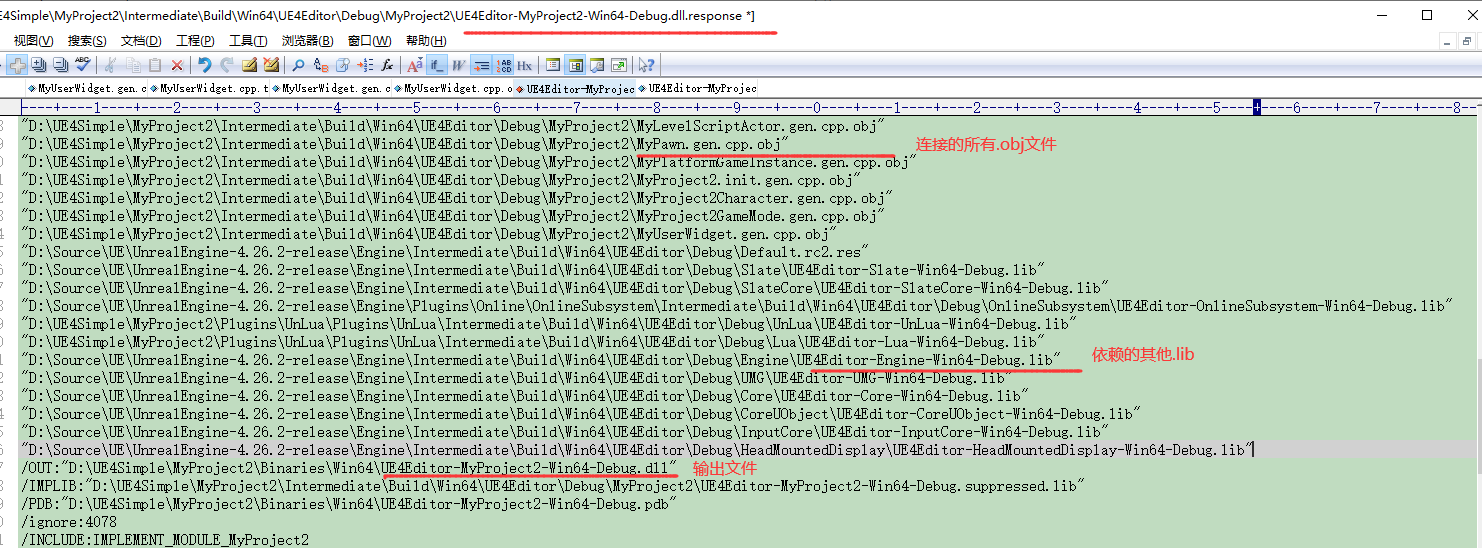 E4Simple\MyProject2\Intermediate\Build\Win64\UE4Editor\Debug\MyProject2\UE4Editor-MyProject2-Win64-Debug.dll.response *]
视图(V) 搜索(S) 文档(D) 工程(P) 工具(T) 浏览器(B) 窗口(W) 帮助(H)
MyUserWidget.gen.c MyUserWidget.cpp.t MyUserWidget.gen.c MyUserWidget.cpp.o UE4Editor-MyProjec UE4Editor-MyProjec
1 2 3 4 5 6 7 8 9 0 1 2 3 4 5 6 7 8
"D:\UE4Simple\MyProject2\Intermediate\Build\Win64\UE4Editor\Debug\MyProject2\MyLevelScriptActor.gen.cpp.obj"
"D:\UE4Simple\MyProject2\Intermediate\Build\Win64\UE4Editor\Debug\MyProject2\MyPawn.gen.cpp.obj" 连接的所有.obj文件
"D:\UE4Simple\MyProject2\Intermediate\Build\Win64\UE4Editor\Debug\MyProject2\MyPlatformGameInstance.gen.cpp.obj"
"D:\UE4Simple\MyProject2\Intermediate\Build\Win64\UE4Editor\Debug\MyProject2\MyProject2.init.gen.cpp.obj"
"D:\UE4Simple\MyProject2\Intermediate\Build\Win64\UE4Editor\Debug\MyProject2\MyProject2Character.gen.cpp.obj"
"D:\UE4Simple\MyProject2\Intermediate\Build\Win64\UE4Editor\Debug\MyProject2\MyProject2GameMode.gen.cpp.obj"
"D:\UE4Simple\MyProject2\Intermediate\Build\Win64\UE4Editor\Debug\MyProject2\MyUserWidget.gen.cpp.obj"
"D:\Source\UE\UnrealEngine-4.26.2-release\Engine\Intermediate\Build\Win64\UE4Editor\Debug\Default.rc2.res"
"D:\Source\UE\UnrealEngine-4.26.2-release\Engine\Intermediate\Build\Win64\UE4Editor\Debug\Slate\UE4Editor-Slate-Win64-Debug.lib"
"D:\Source\UE\UnrealEngine-4.26.2-release\Engine\Intermediate\Build\Win64\UE4Editor\Debug\SlateCore\UE4Editor-SlateCore-Win64-Debug.lib"
"D:\Source\UE\UnrealEngine-4.26.2-release\Engine\Plugins\Online\OnlineSubsystem\Intermediate\Build\Win64\UE4Editor\Debug\OnlineSubsystem\UE4Editor-OnlineSubsystem-Win64-Debug.lib"
"D:\UE4Simple\MyProject2\Plugins\UnLua\Plugins\UnLua\Intermediate\Build\Win64\UE4Editor\Debug\UnLua\UE4Editor-UnLua-Win64-Debug.lib"
"D:\UE4Simple\MyProject2\Plugins\UnLua\Plugins\UnLua\Intermediate\Build\Win64\UE4Editor\Debug\Lua\UE4Editor-Lua-Win64-Debug.lib"
"D:\Source\UE\UnrealEngine-4.26.2-release\Engine\Intermediate\Build\Win64\UE4Editor\Debug\Engine\UE4Editor-Engine-Win64-Debug.lib" 依赖的其他.lib
"D:\Source\UE\UnrealEngine-4.26.2-release\Engine\Intermediate\Build\Win64\UE4Editor\Debug\UMG\UE4Editor-UMG-Win64-Debug.lib"
"D:\Source\UE\UnrealEngine-4.26.2-release\Engine\Intermediate\Build\Win64\UE4Editor\Debug\Core\UE4Editor-Core-Win64-Debug.lib"
"D:\Source\UE\UnrealEngine-4.26.2-release\Engine\Intermediate\Build\Win64\UE4Editor\Debug\CoreUObject\UE4Editor-CoreUObject-Win64-Debug.lib"
"D:\Source\UE\UnrealEngine-4.26.2-release\Engine\Intermediate\Build\Win64\UE4Editor\Debug\InputCore\UE4Editor-InputCore-Win64-Debug.lib"
"D:\Source\UE\UnrealEngine-4.26.2-release\Engine\Intermediate\Build\Win64\UE4Editor\Debug\HeadMountedDisplay\UE4Editor-HeadMountedDisplay-Win64-Debug.lib"
/OUT:"D:\UE4Simple\MyProject2\Binaries\Win64\UE4Editor-MyProject2-Win64-Debug.dll" 输出文件
/IMPLIB:"D:\UE4Simple\MyProject2\Intermediate\Build\Win64\UE4Editor\Debug\MyProject2\UE4Editor-MyProject2-Win64-Debug.suppressed.lib"
/PDB:"D:\UE4Simple\MyProject2\Binaries\Win64\UE4Editor-MyProject2-Win64-Debug.pdb"
/ignore:4078
/INCLUDE:IMPLEMENT_MODULE_MyProject2